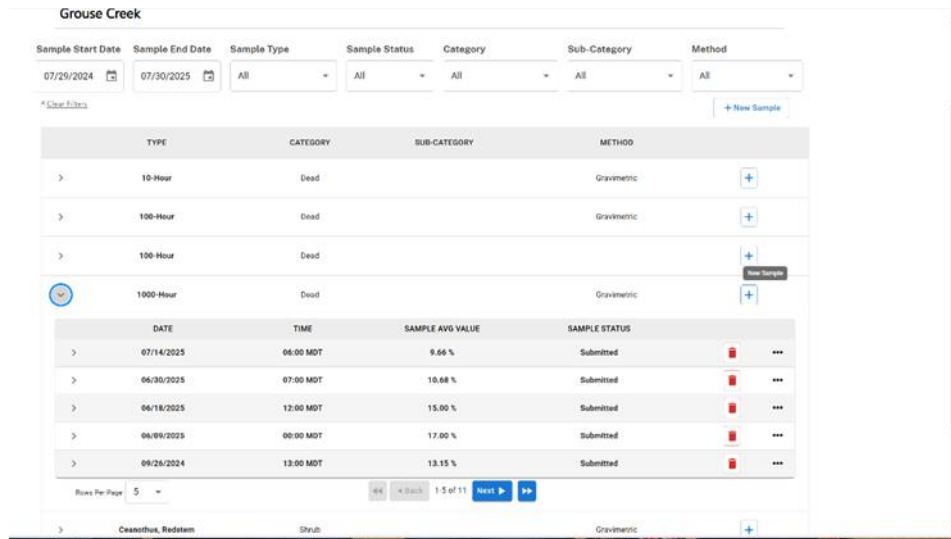 Grouse Creek
Sample Start Date Sample End Date Sample Type Sample Status Category Sub-Category Method
07/29/2024 07/30/2025 All All All All All
× Clear Filters + New Sample
TYPE CATEGORY SUB-CATEGORY METHOD
10-Hour Dead Gravimetric
100-Hour Dead Gravimetric
100-Hour Dead
New Sample
1000-Hour Dead Gravimetric
DATE TIME SAMPLE AVG VALUE SAMPLE STATUS
07/14/2025 06:00 MDT 9.66 % Submitted
06/30/2025 07:00 MDT 10.68 % Submitted
06/18/2025 12:00 MDT 15.00 % Submitted
06/09/2025 00:00 MDT 17.00 % Submitted
09/26/2024 13:00 MDT 13.15 % Submitted
Rows Per Page 5 Back 1-5 of 11 Next
Ceanothus, Redstem Shrub Gravimetric